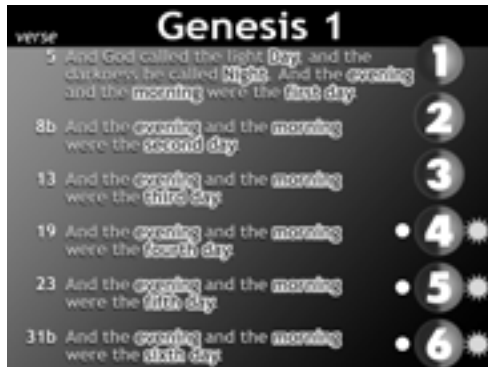 Genesis 1
verse
5 And God called the light Day, and the
darkness he called Night. And the evening
and the morning were the first day.
1
8b And the evening and the morning
were the second day.
2
13 And the evening and the morning
were the third day.
3
19 And the evening and the morning
were the fourth day.
4
23 And the evening and the morning
were the fifth day.
5
31b And the evening and the morning
were the sixth day.
6